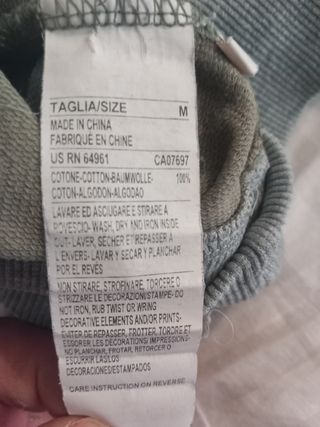 TAGLIA/SIZE M
MADE IN CHINA
FABRIQUÉ EN CHINE
US RN 64961 CA07697
COTONE-COTTON-BAUMWOLLE- 100%
COTON-ALGODON-ALGODAO
LAVARE ED ASCIUGARE E STIRARE A
ROVESCIO-WASH, DRY AND IRON INSIDE
OUT-LAVER, SECHER ET REPASSER A
L'ENVERS-LAVAR Y SECAR Y PLANCHAR
POR EL REVES
NON STIRARE, STROFINARE, TORCERE O
STRIZZARE LE DECORAZIONI/STAMPE- DO
NOT IRON, RUB TWIST OR WRING
DECORATIVE ELEMENTS AND/OR PRINTS-
EVITER DE REPASSER, FROTTER, TORDRE ET
ESSORER LES DECORATIONS/ IMPRESSIONS-
NO PLANCHAR, FROTAR, RETORCER O
ESCURRIR LAS/LOS
DECORACIONES/ESTAMPADOS
CARE INSTRUCTION ON REVERSE